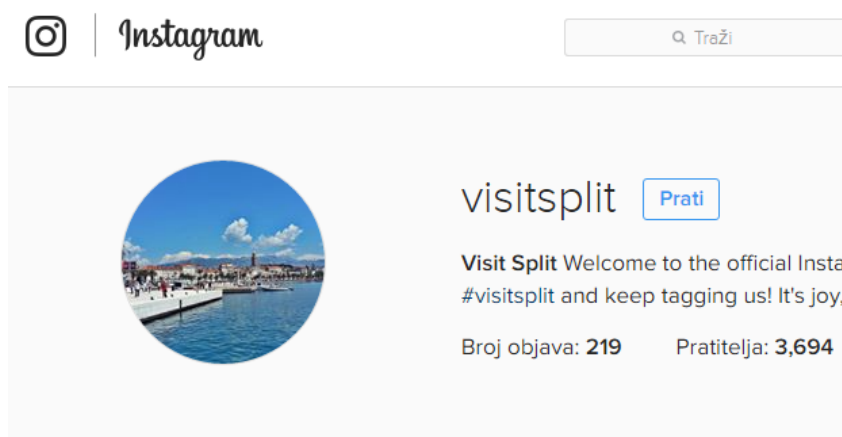 Instagram
Traži
visitsplit Prati
Visit Split Welcome to the official Insta
#visitsplit and keep tagging us! It's joy,
Broj objava: 219 Pratitelja: 3,694